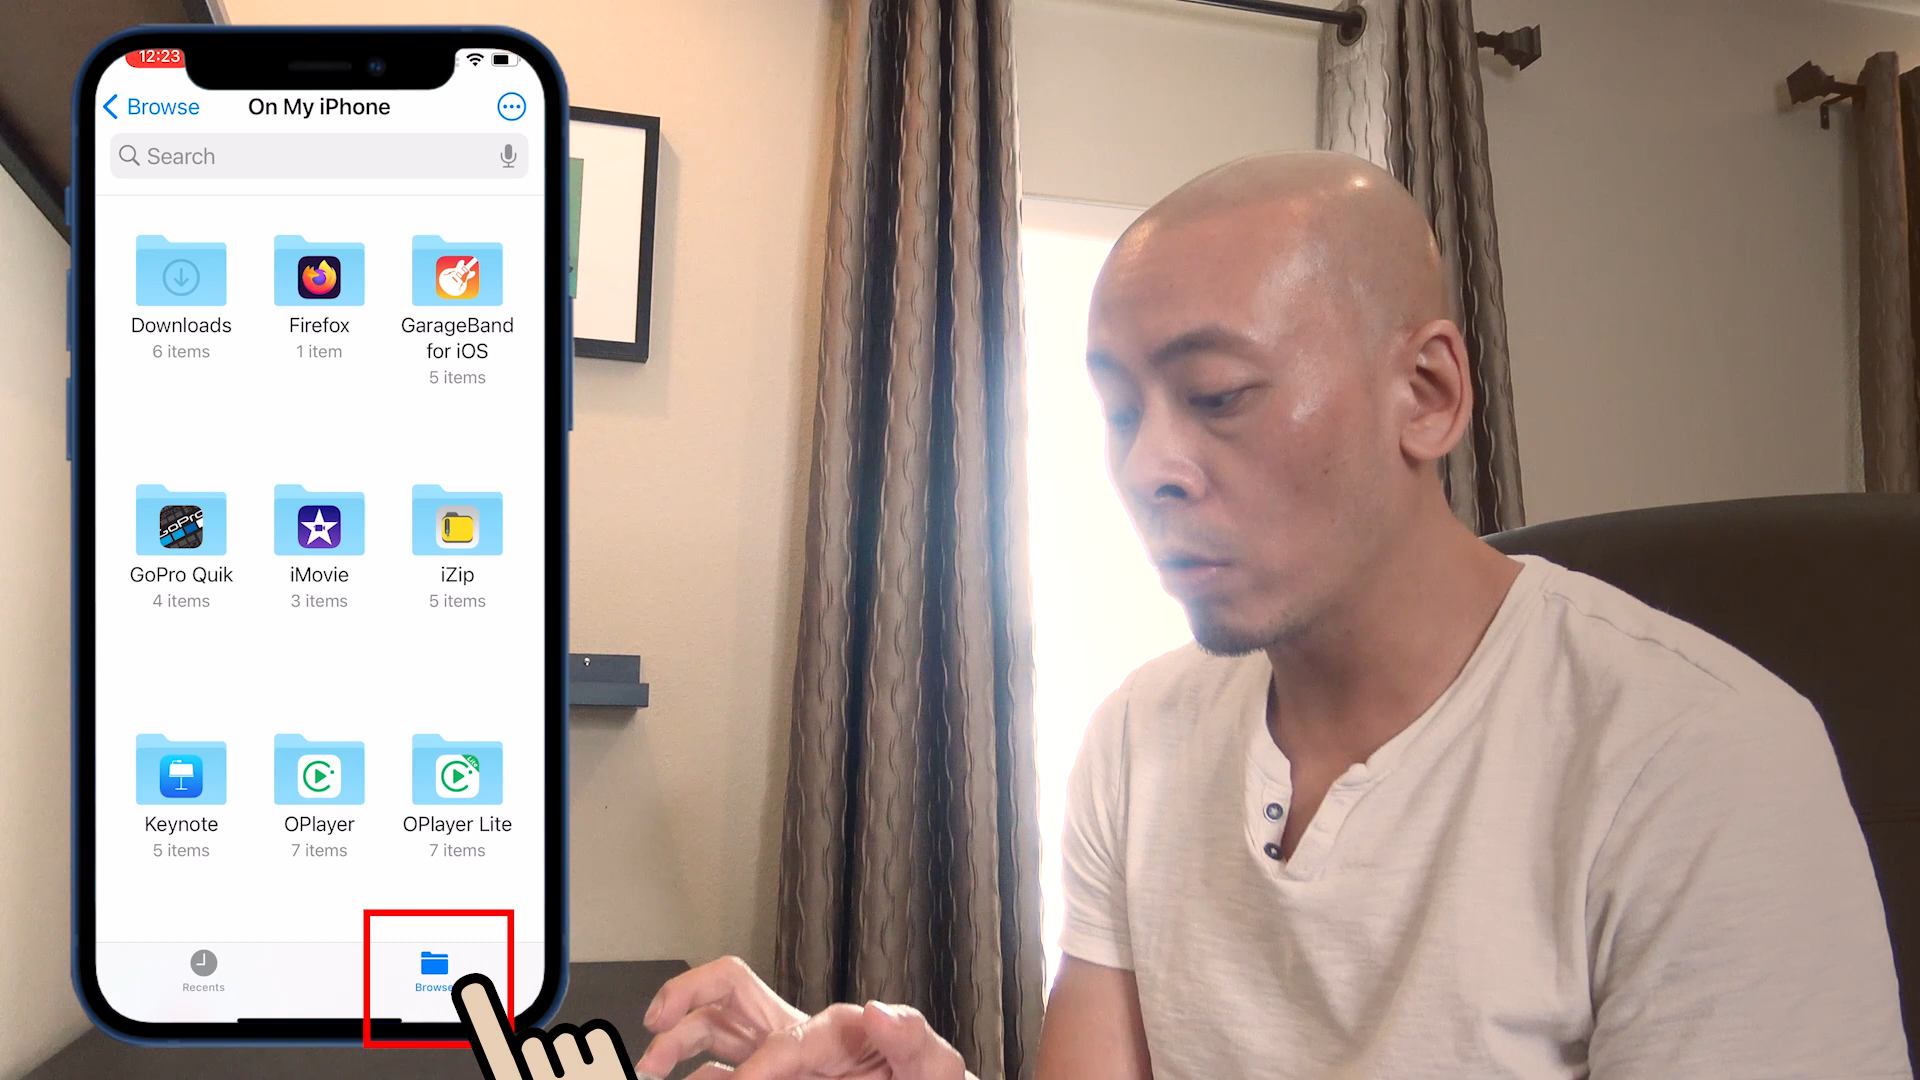 12:23
Browse
On My iPhone
Search
Downloads
6 items
Firefox
1 item
GarageBand
for iOS
5 items
GoPro
GoPro Quik
4 items
iMovie
3 items
iZip
5 items
Keynote
5 items
OPlayer
7 items
Lite
OPlayer Lite
7 items
Recents
Browse